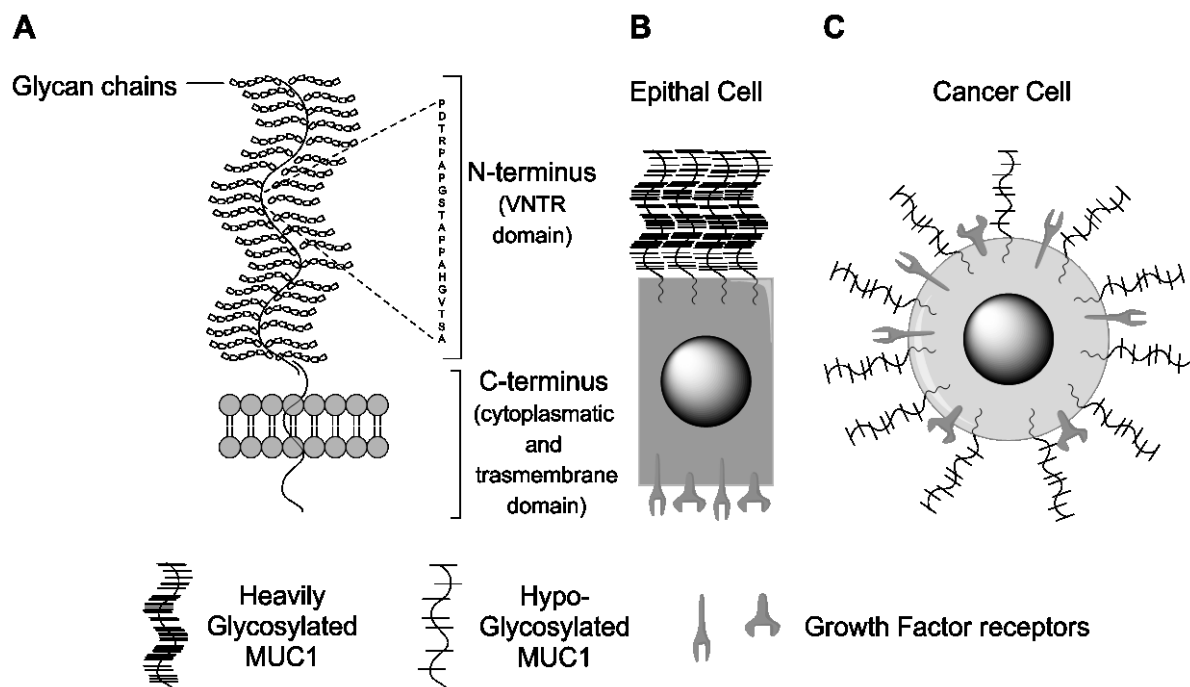 A
B
C
Glycan chains
Epithal Cell
Cancer Cell
P
D
T
R
P
A
P
G
S
T
A
P
P
A
H
G
V
T
S
A
N-terminus
(VNTR
domain)
C-terminus
(cytoplasmatic
and
trasmembrane
domain)
Heavily
Glycosylated
MUC1
Hypo-
Glycosylated
MUC1
Growth Factor receptors